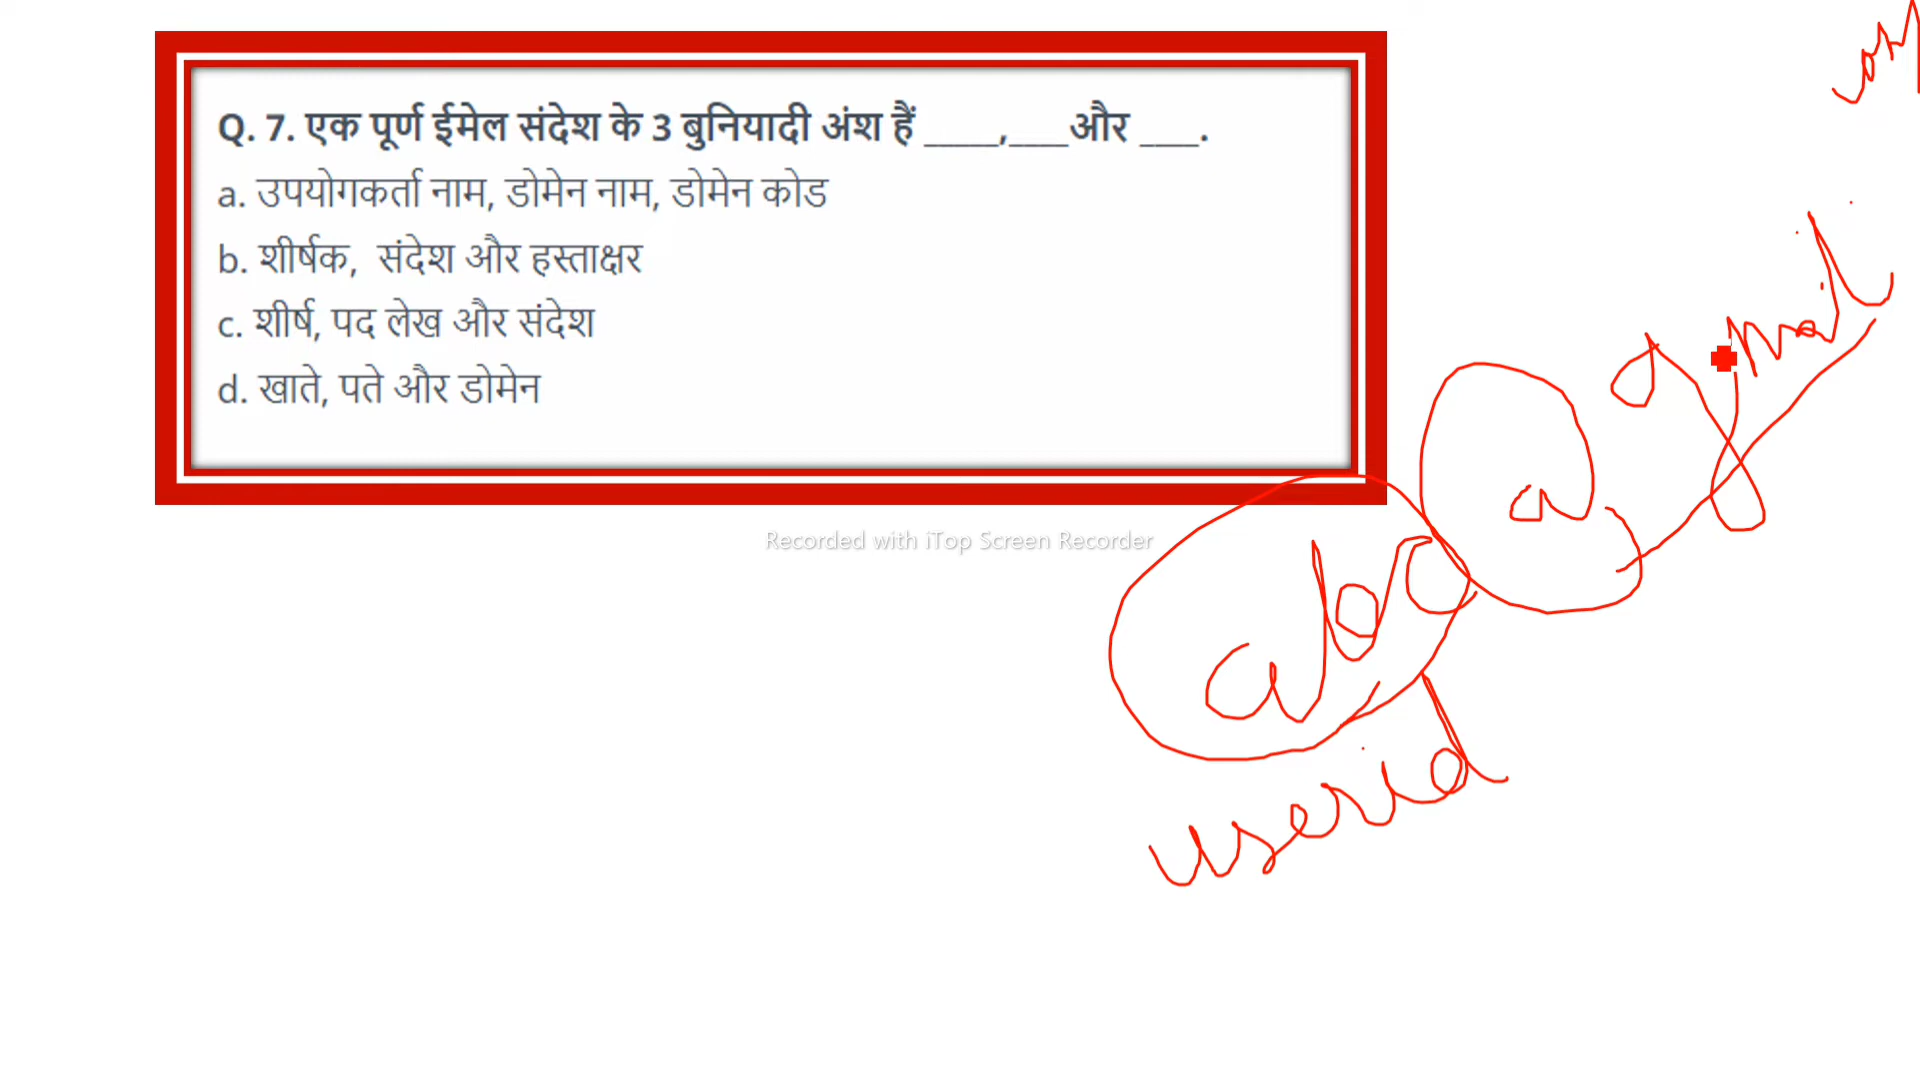 Q. 7. एक पूर्ण ईमेल संदेश के 3 बुनियादी अंश हैं _____,____और ____.
a. उपयोगकर्ता नाम, डोमेन नाम, डोमेन कोड
b. शीर्षक, संदेश और हस्ताक्षर
c. शीर्ष, पद लेख और संदेश
d. खाते, पते और डोमेन
Recorded with iTop Screen Recorder
abc@gmail
userid